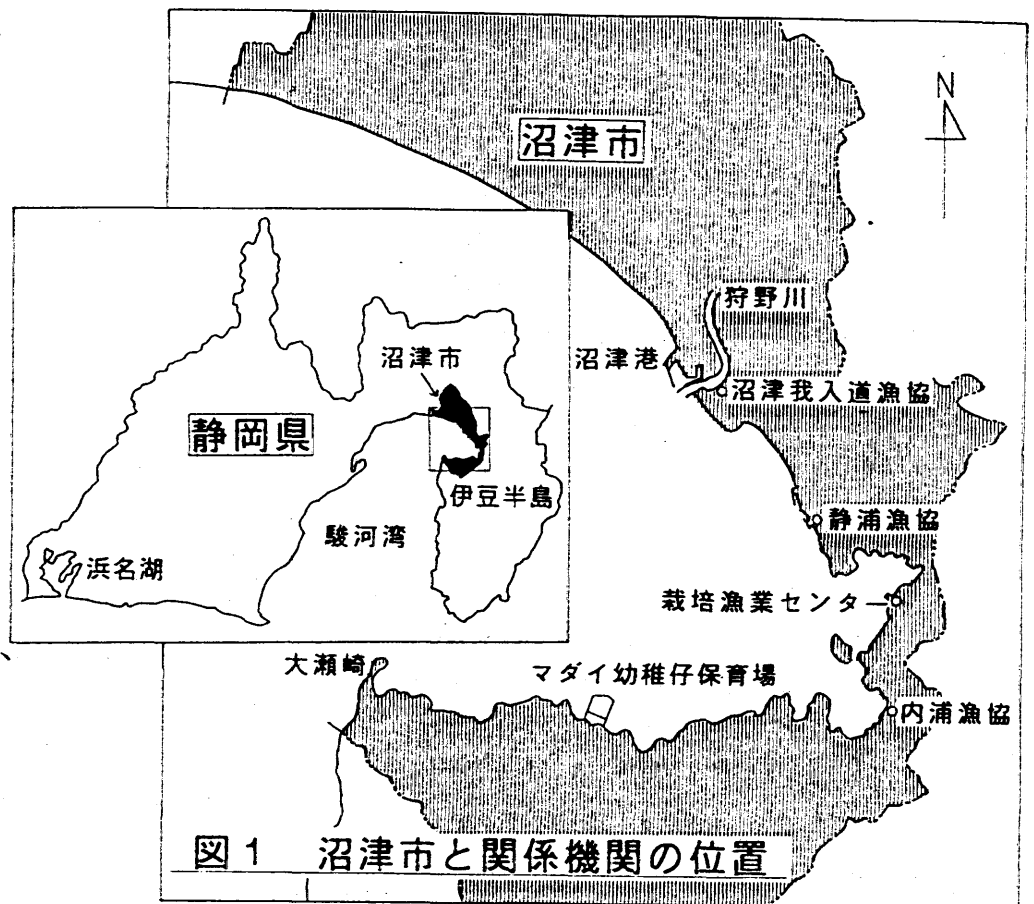 N
沼津市
狩野川
沼津港
沼津我入道漁協
静浦漁協
栽培漁業センター
マダイ幼稚仔保育場
内浦漁協
大瀬崎
沼津市
静岡県
伊豆半島
駿河湾
浜名湖
図1 沼津市と関係機関の位置